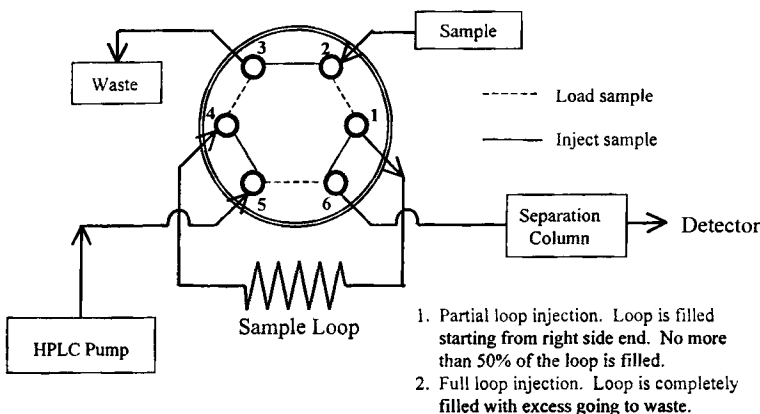 Sample
3
2
Waste
Load sample
4
1
Inject sample
5
6
Separation
Column
Detector
Sample Loop
HPLC Pump
1. Partial loop injection. Loop is filled
starting from right side end. No more
than 50% of the loop is filled.
2. Full loop injection. Loop is completely
filled with excess going to waste.